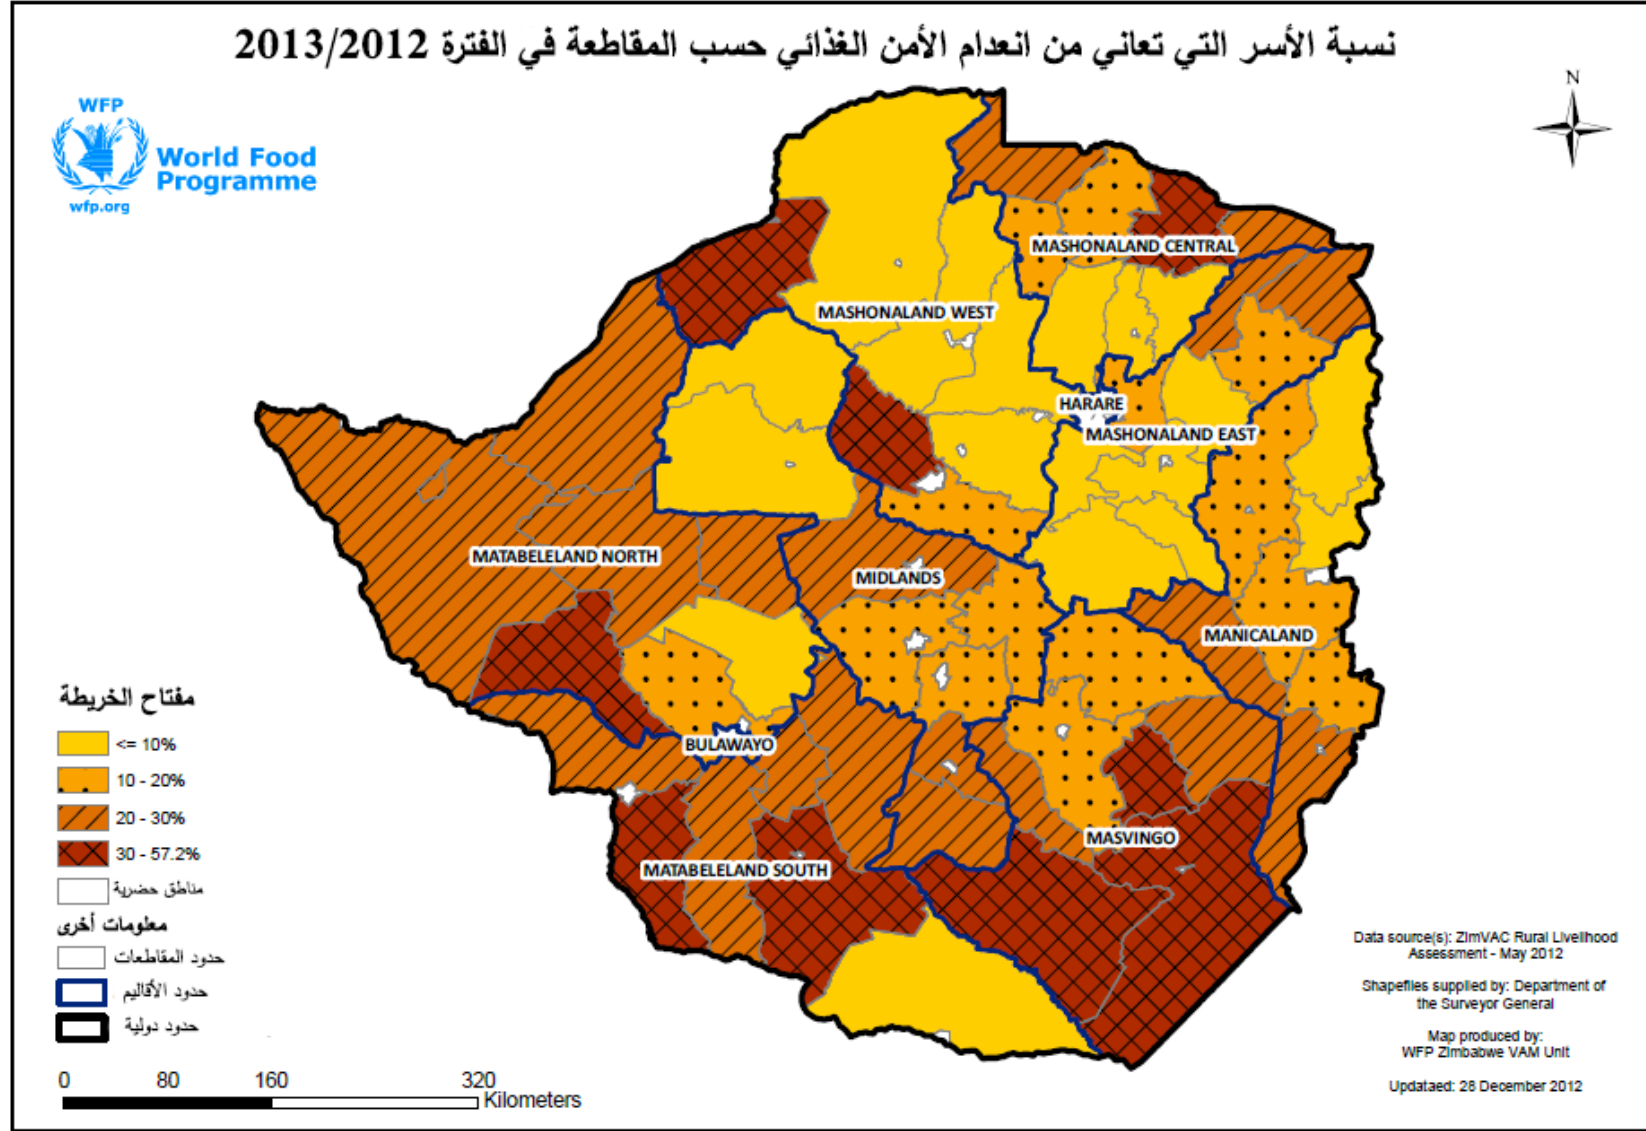 نسبة الأسر التي تعاني من انعدام الأمن الغذائي حسب المقاطعة في الفترة 2013/2012
WFP
World Food
Programme
wfp.org
N
MASHONALAND CENTRAL
MASHONALAND WEST
HARARE
MASHONALAND EAST
MATABELELAND NORTH
MIDLANDS
MANICALAND
BULAWAYO
MASVINGO
MATABELELAND SOUTH
مفتاح الخريطة
<= 10%
10 - 20%
20 - 30%
30 - 57.2%
مناطق حضرية
معلومات أخرى
حدود المقاطعات
حدود الأقاليم
حدود دولية
0 80 160 320
Kilometers
Data source(s): ZimVAC Rural Livelihood
Assessment - May 2012
Shapefiles supplied by: Department of
the Surveyor General
Map produced by:
WFP Zimbabwe VAM Unit
Updataed: 28 December 2012